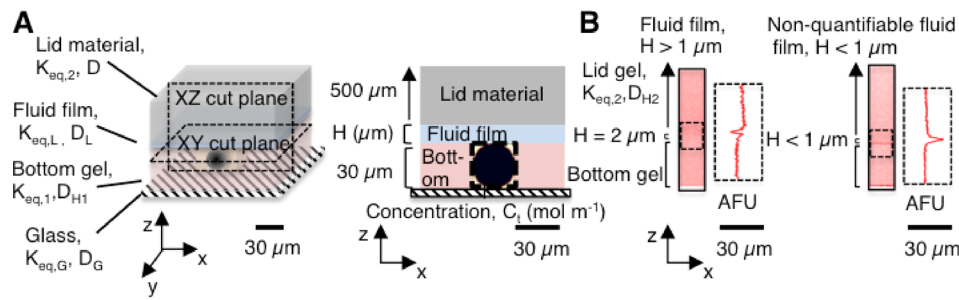 A
Lid material,
K_eq,2, D
Fluid film,
K_eq,L, D_L
Bottom gel,
K_eq,1, D_H1
Glass,
K_eq,G, D_G
XZ cut plane
XY cut plane
z
x
y
30 µm
500 µm
H (µm)
30 µm
Lid material
Fluid film
Bott-
om
Concentration, C_t (mol m⁻¹)
z
x
30 µm
B
Fluid film,
H > 1 µm
Lid gel,
K_eq,2, D_H2
H = 2 µm
Bottom gel
AFU
z
x
30 µm
Non-quantifiable fluid
film, H < 1 µm
H < 1 µm
AFU
30 µm